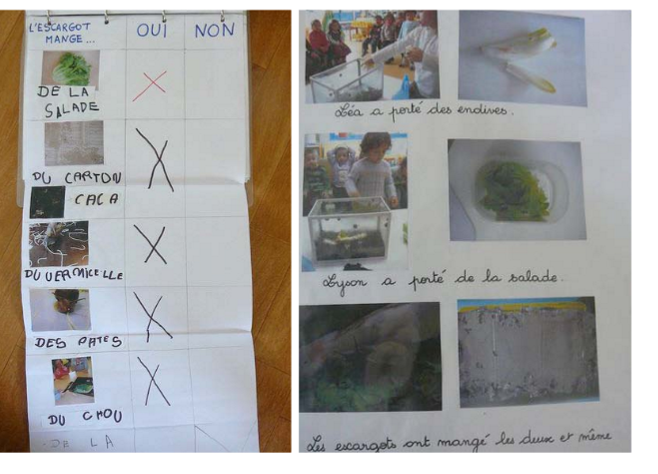 L'ESCARGOT
MANGE...
OUI
NON
DE LA
SALADE
DU CARTON
CACA
DU VERMICELLE
DES PATES
DU CHOU
DE LA
Léa a porté des endives.
Lyson a porté de la salade.
Les escargots ont mangé les deux et même